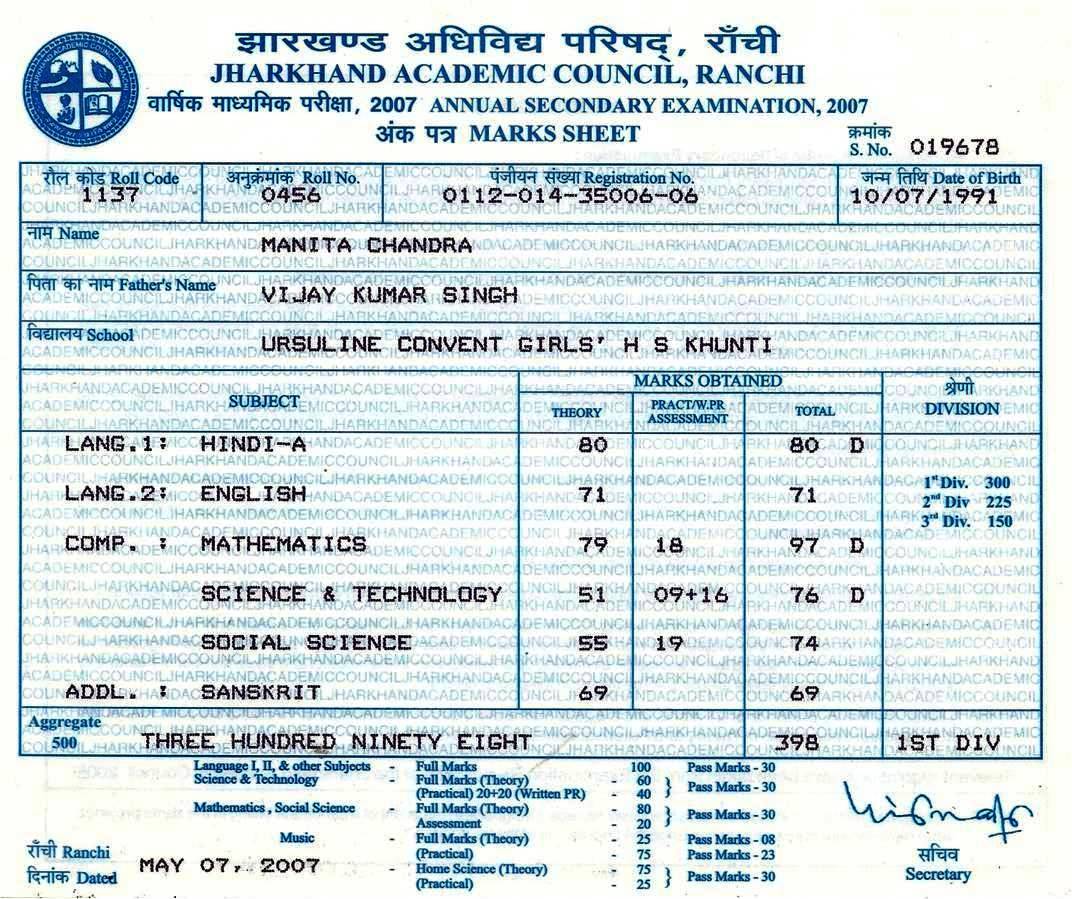 झारखण्ड अधिविद्य परिषद्, राँची
JHARKHAND ACADEMIC COUNCIL, RANCHI
वार्षिक माध्यमिक परीक्षा, 2007 ANNUAL SECONDARY EXAMINATION, 2007
अंक पत्र MARKS SHEET
क्रमांक
S. No. 019678
रौल कोड Roll Code अनुक्रमांक Roll No. पंजीयन संख्या Registration No. जन्म तिथि Date of Birth
1137 0456 0112-014-35006-06 10/07/1991
नाम Name MANITA CHANDRA
पिता का नाम Father's Name VIJAY KUMAR SINGH
विद्यालय School URSULINE CONVENT GIRLS' H S KHUNTI
SUBJECT MARKS OBTAINED श्रेणी
THEORY PRACT/W.PR ASSESSMENT TOTAL DIVISION
LANG.1: HINDI-A 80 80 D
LANG.2: ENGLISH 71 71
1st Div. 300
2nd Div 225
3rd Div. 150
COMP. : MATHEMATICS 79 18 97 D
SCIENCE & TECHNOLOGY 51 09+16 76 D
SOCIAL SCIENCE 55 19 74
ADDL. : SANSKRIT 69 69
Aggregate
500 THREE HUNDRED NINETY EIGHT 398 1ST DIV
Language I, II, & other Subjects - Full Marks 100 Pass Marks - 30
Science & Technology - Full Marks (Theory) - 60
(Practical) 20+20 (Written PR) - 40 } Pass Marks - 30
Mathematics , Social Science - Full Marks (Theory) - 80
Assessment 20 } Pass Marks - 30
Music - Full Marks (Theory) - 25 Pass Marks - 08
(Practical) - 75 Pass Marks - 23
- Home Science (Theory) - 75
(Practical) - 25 } Pass Marks - 30
राँची Ranchi
दिनांक Dated MAY 07, 2007
सचिव
Secretary